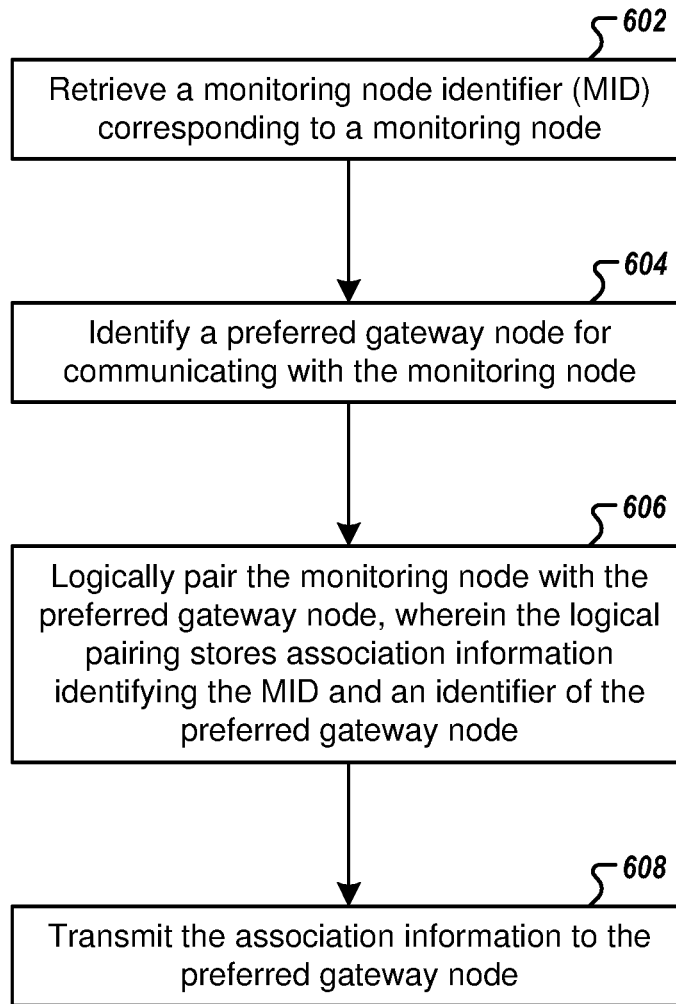 602
Retrieve a monitoring node identifier (MID)
corresponding to a monitoring node
604
Identify a preferred gateway node for
communicating with the monitoring node
606
Logically pair the monitoring node with the
preferred gateway node, wherein the logical
pairing stores association information
identifying the MID and an identifier of the
preferred gateway node
608
Transmit the association information to the
preferred gateway node